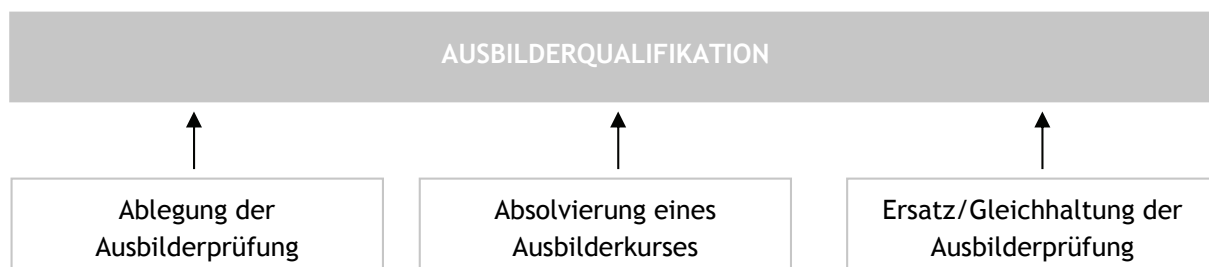 AUSBILDERQUALIFIKATION
Ablegung der
Ausbilderprüfung
Absolvierung eines
Ausbilderkurses
Ersatz/Gleichhaltung der
Ausbilderprüfung